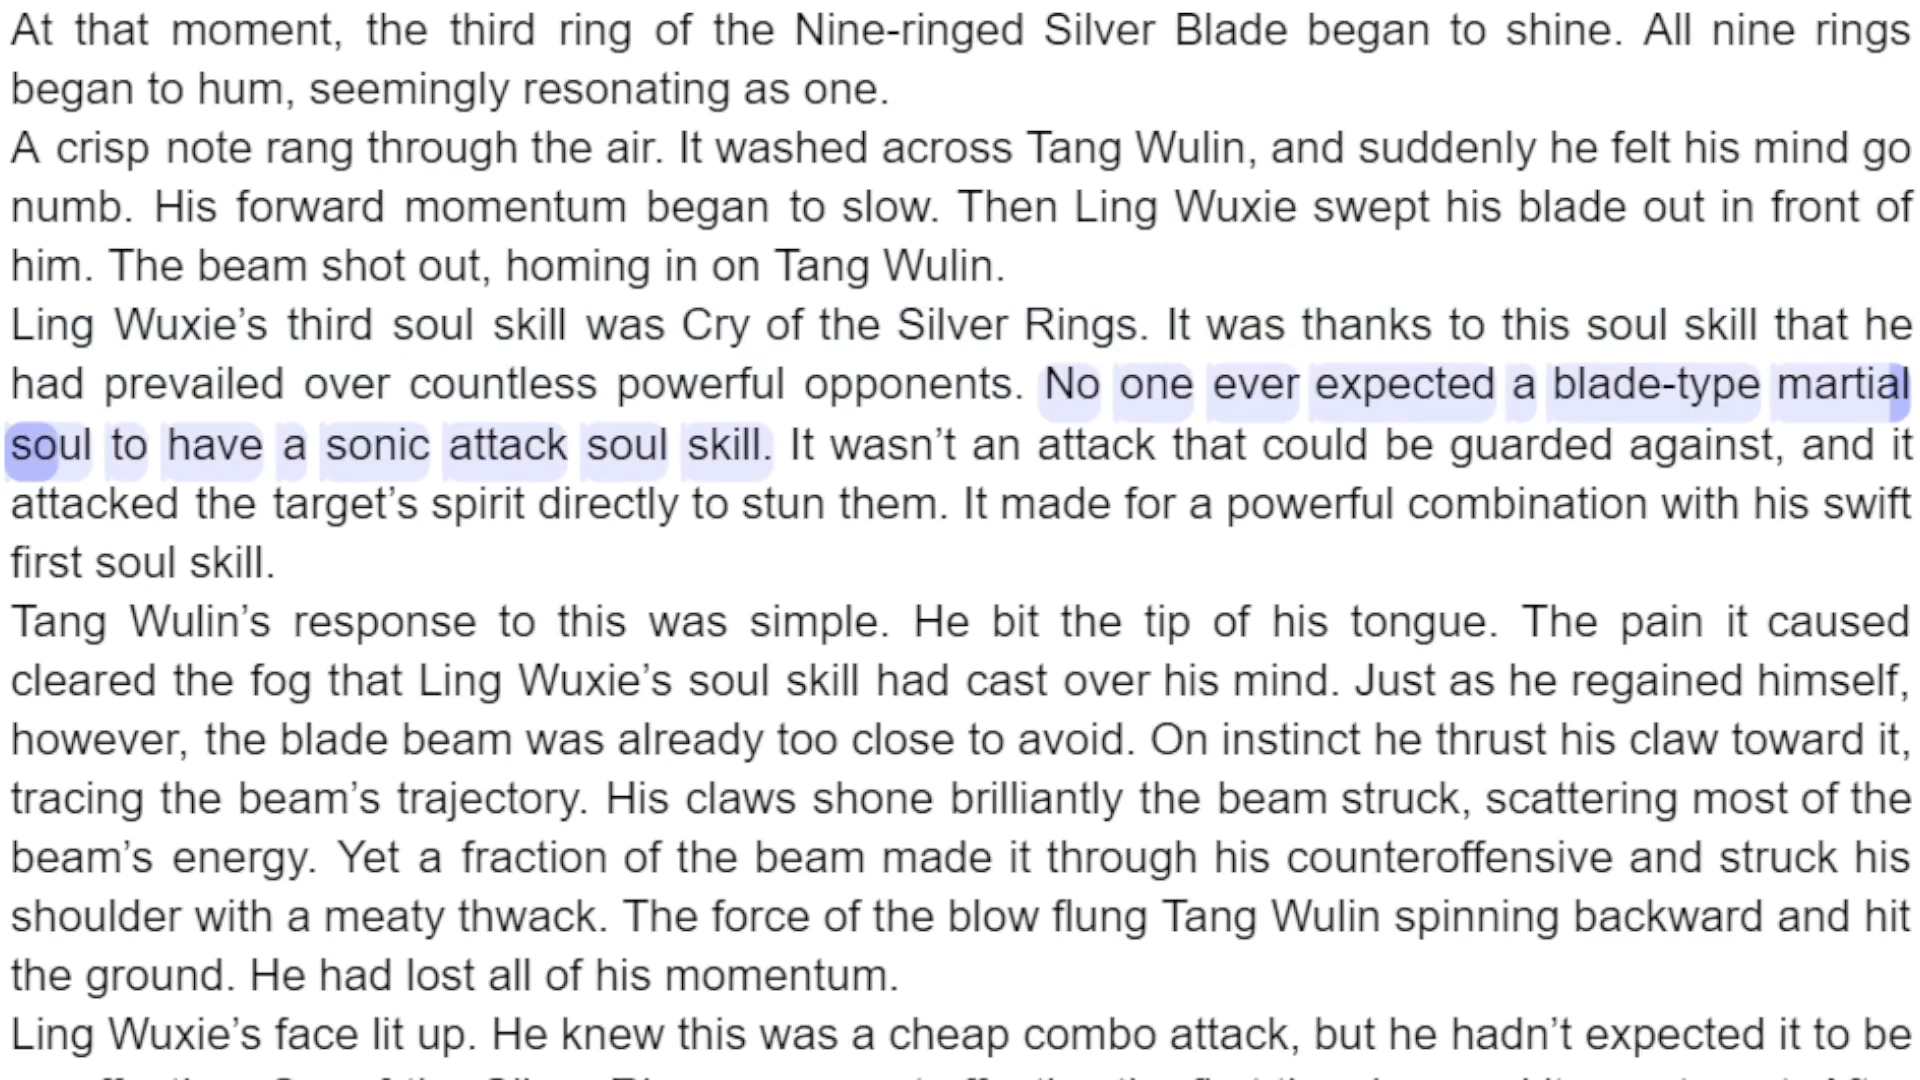 At that moment, the third ring of the Nine-ringed Silver Blade began to shine. All nine rings
began to hum, seemingly resonating as one.
A crisp note rang through the air. It washed across Tang Wulin, and suddenly he felt his mind go
numb. His forward momentum began to slow. Then Ling Wuxie swept his blade out in front of
him. The beam shot out, homing in on Tang Wulin.
Ling Wuxie’s third soul skill was Cry of the Silver Rings. It was thanks to this soul skill that he
had prevailed over countless powerful opponents. No one ever expected a blade-type martial
soul to have a sonic attack soul skill. It wasn’t an attack that could be guarded against, and it
attacked the target’s spirit directly to stun them. It made for a powerful combination with his swift
first soul skill.
Tang Wulin’s response to this was simple. He bit the tip of his tongue. The pain it caused
cleared the fog that Ling Wuxie’s soul skill had cast over his mind. Just as he regained himself,
however, the blade beam was already too close to avoid. On instinct he thrust his claw toward it,
tracing the beam’s trajectory. His claws shone brilliantly the beam struck, scattering most of the
beam’s energy. Yet a fraction of the beam made it through his counteroffensive and struck his
shoulder with a meaty thwack. The force of the blow flung Tang Wulin spinning backward and hit
the ground. He had lost all of his momentum.
Ling Wuxie’s face lit up. He knew this was a cheap combo attack, but he hadn’t expected it to be